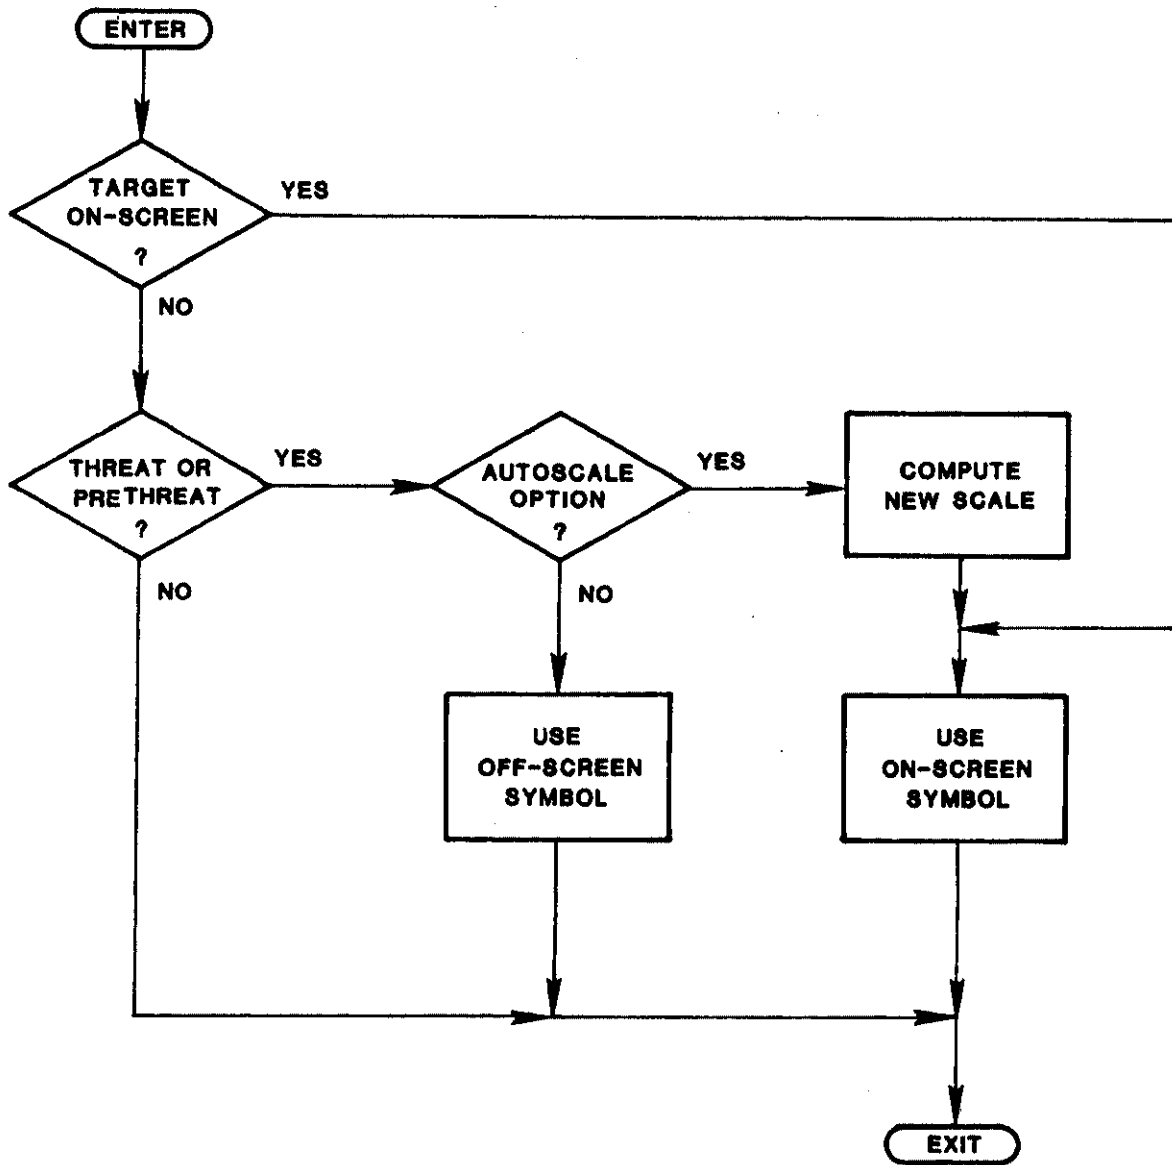 ENTER
TARGET
ON-SCREEN
?
YES
NO
THREAT OR
PRETHREAT
?
YES
NO
AUTOSCALE
OPTION
?
YES
NO
COMPUTE
NEW SCALE
USE
OFF-SCREEN
SYMBOL
USE
ON-SCREEN
SYMBOL
EXIT